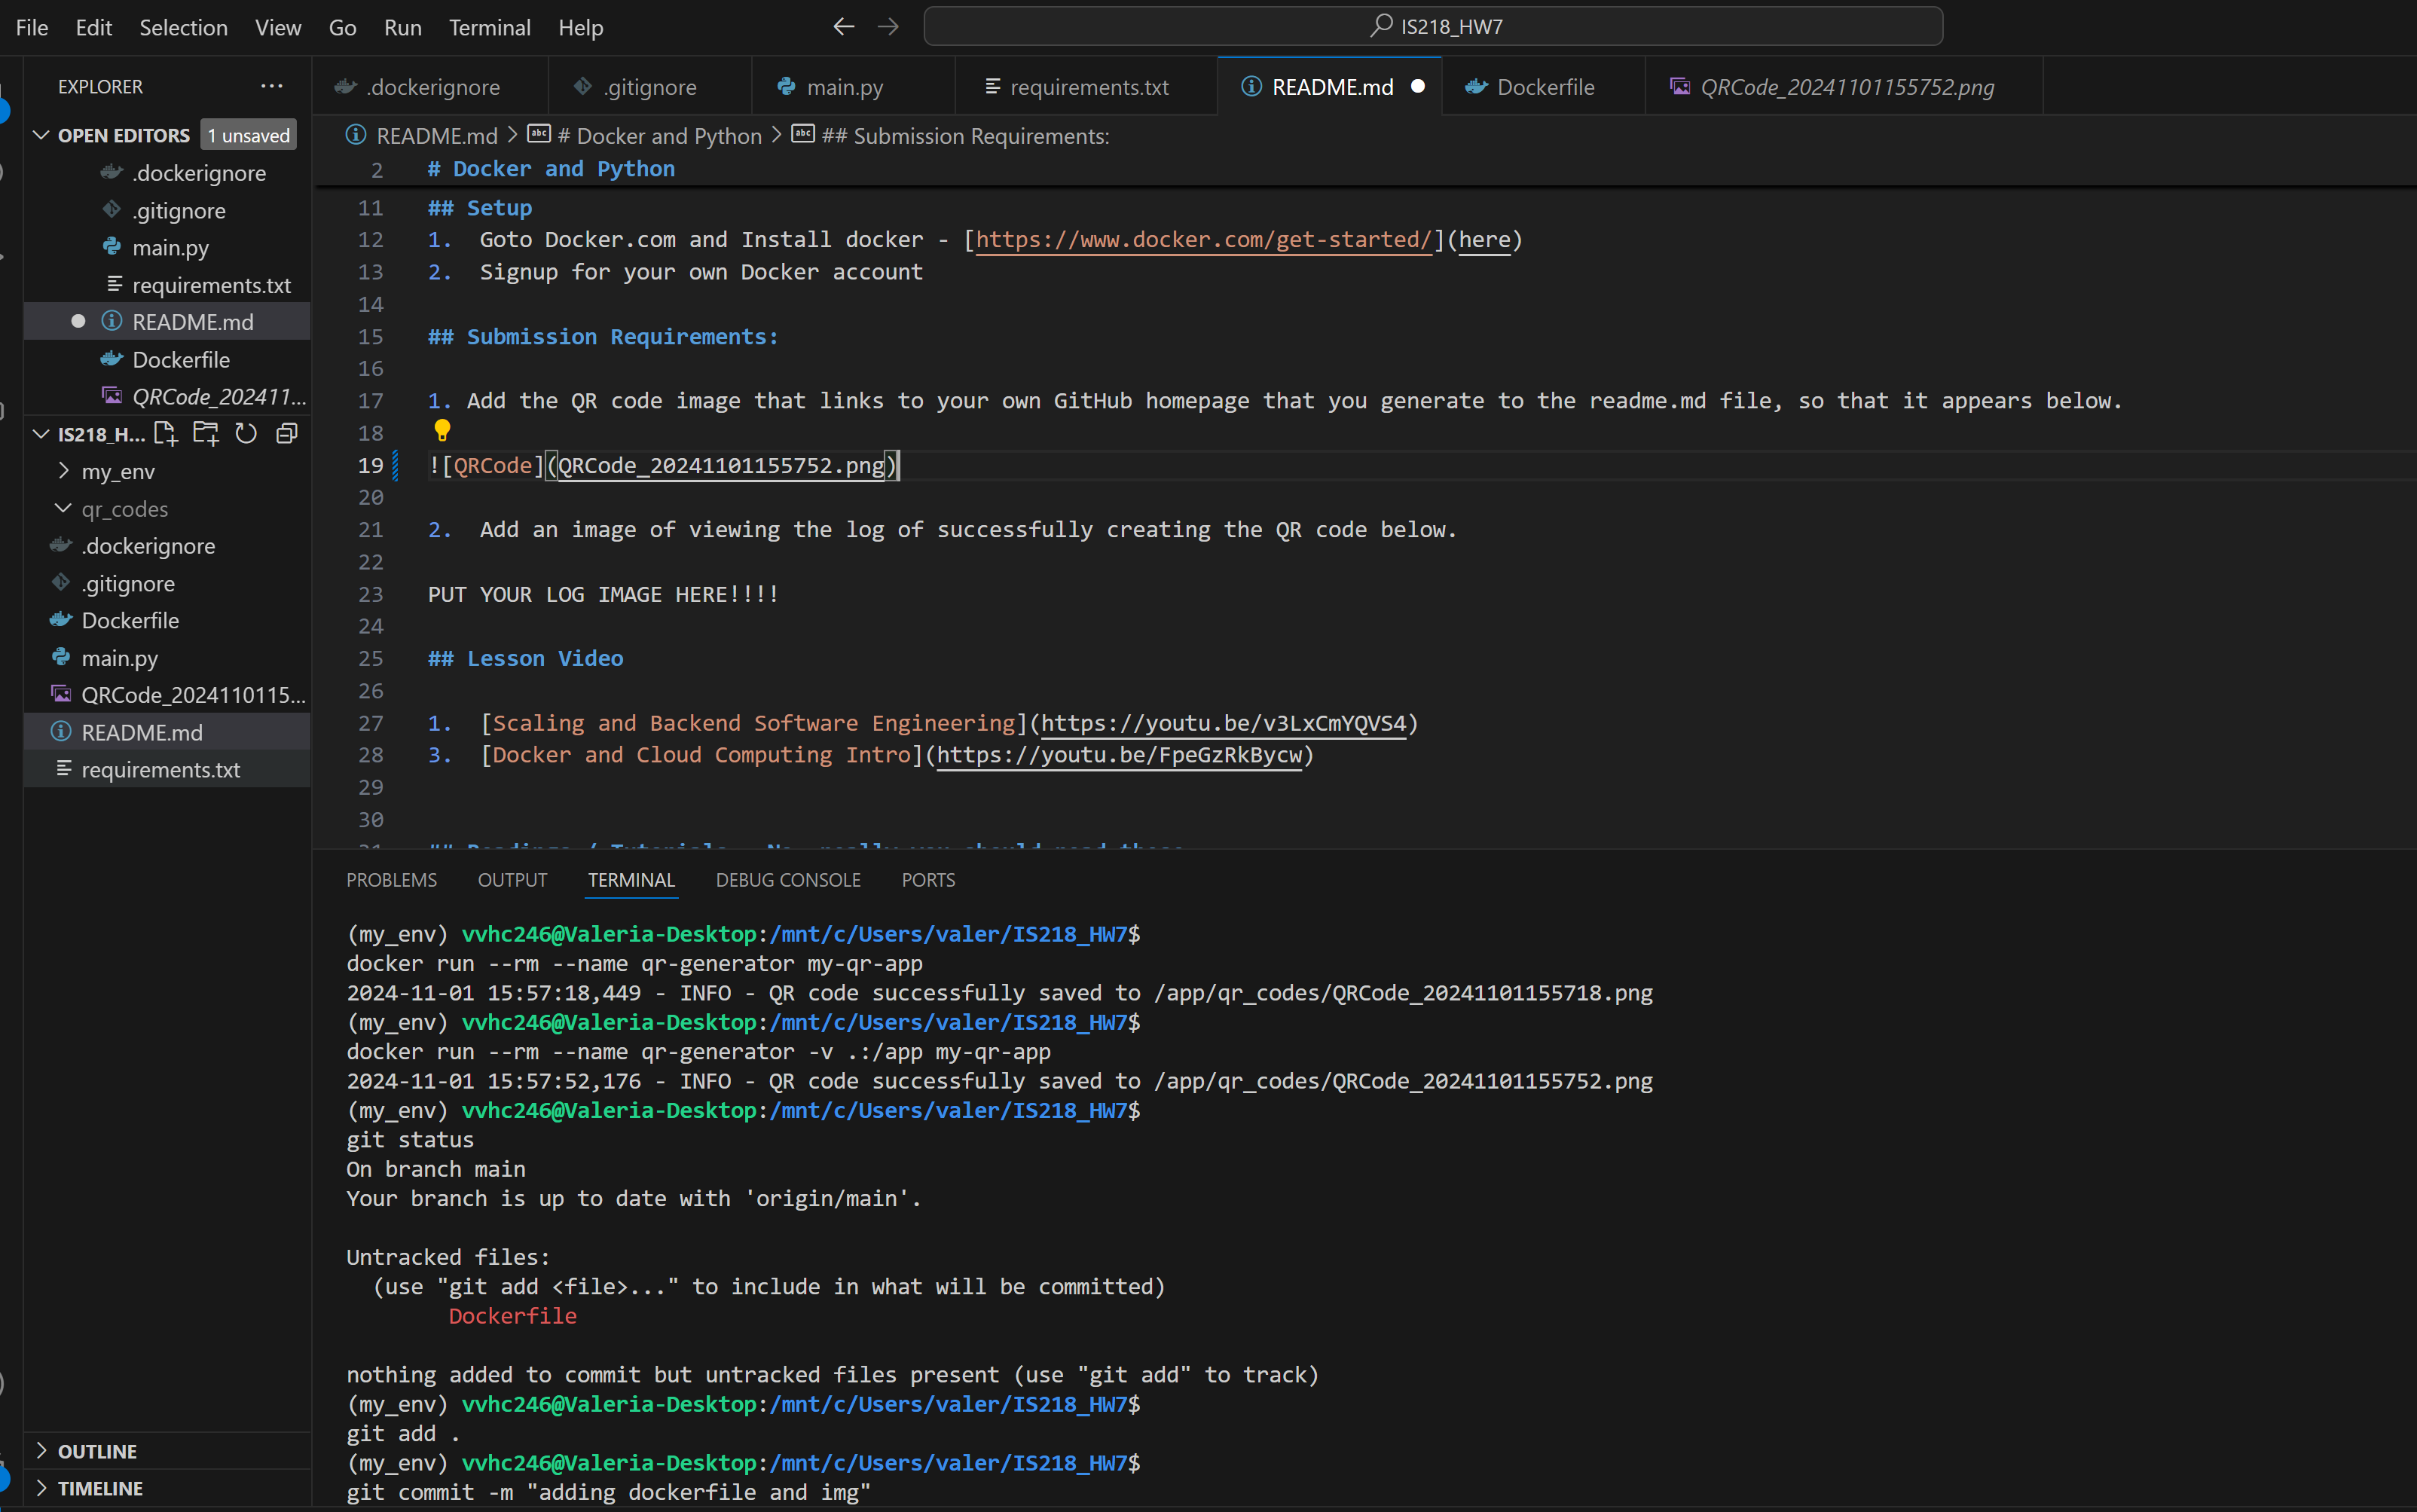 File Edit Selection View Go Run Terminal Help
IS218_HW7
EXPLORER
OPEN EDITORS 1 unsaved
.dockerignore
.gitignore
main.py
requirements.txt
README.md
Dockerfile
QRCode_202411...
IS218_H...
my_env
qr_codes
.dockerignore
.gitignore
Dockerfile
main.py
QRCode_2024110115...
README.md
requirements.txt
OUTLINE
TIMELINE
.dockerignore .gitignore main.py requirements.txt README.md Dockerfile QRCode_20241101155752.png
README.md > # Docker and Python > ## Submission Requirements:
2 # Docker and Python
11 ## Setup
12 1.  Goto Docker.com and Install docker - [https://www.docker.com/get-started/](here)
13 2.  Signup for your own Docker account
14
15 ## Submission Requirements:
16
17 1. Add the QR code image that links to your own GitHub homepage that you generate to the readme.md file, so that it appears below.
18
19 ![QRCode](QRCode_20241101155752.png)
20
21 2.  Add an image of viewing the log of successfully creating the QR code below.
22
23 PUT YOUR LOG IMAGE HERE!!!!
24
25 ## Lesson Video
26
27 1.  [Scaling and Backend Software Engineering](https://youtu.be/v3LxCmYQVS4)
28 3.  [Docker and Cloud Computing Intro](https://youtu.be/FpeGzRkBycw)
29
30
PROBLEMS OUTPUT TERMINAL DEBUG CONSOLE PORTS
(my_env) vvhc246@Valeria-Desktop:/mnt/c/Users/valer/IS218_HW7$
docker run --rm --name qr-generator my-qr-app
2024-11-01 15:57:18,449 - INFO - QR code successfully saved to /app/qr_codes/QRCode_20241101155718.png
(my_env) vvhc246@Valeria-Desktop:/mnt/c/Users/valer/IS218_HW7$
docker run --rm --name qr-generator -v .:/app my-qr-app
2024-11-01 15:57:52,176 - INFO - QR code successfully saved to /app/qr_codes/QRCode_20241101155752.png
(my_env) vvhc246@Valeria-Desktop:/mnt/c/Users/valer/IS218_HW7$
git status
On branch main
Your branch is up to date with 'origin/main'.
Untracked files:
(use "git add <file>..." to include in what will be committed)
Dockerfile
nothing added to commit but untracked files present (use "git add" to track)
(my_env) vvhc246@Valeria-Desktop:/mnt/c/Users/valer/IS218_HW7$
git add .
(my_env) vvhc246@Valeria-Desktop:/mnt/c/Users/valer/IS218_HW7$
git commit -m "adding dockerfile and img"